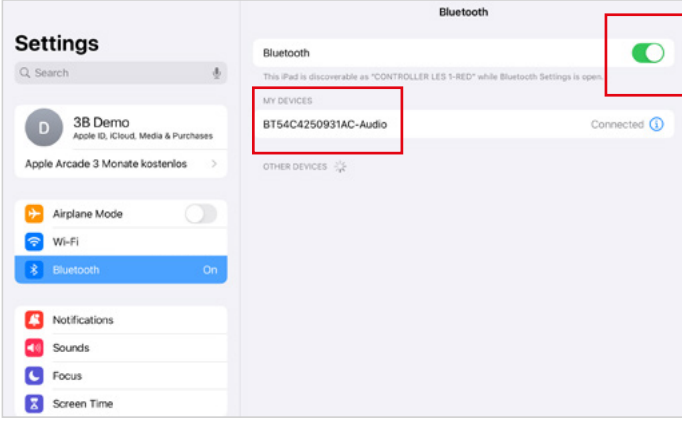 Bluetooth
Settings
Search
D
3B Demo
Apple ID, iCloud, Media & Purchases
Apple Arcade 3 Monate kostenlos
Airplane Mode
Wi-Fi
Bluetooth On
Notifications
Sounds
Focus
Screen Time
Bluetooth
This iPad is discoverable as "CONTROLLER LES 1-RED" while Bluetooth Settings is open.
MY DEVICES
BT54C4250931AC-Audio Connected
OTHER DEVICES